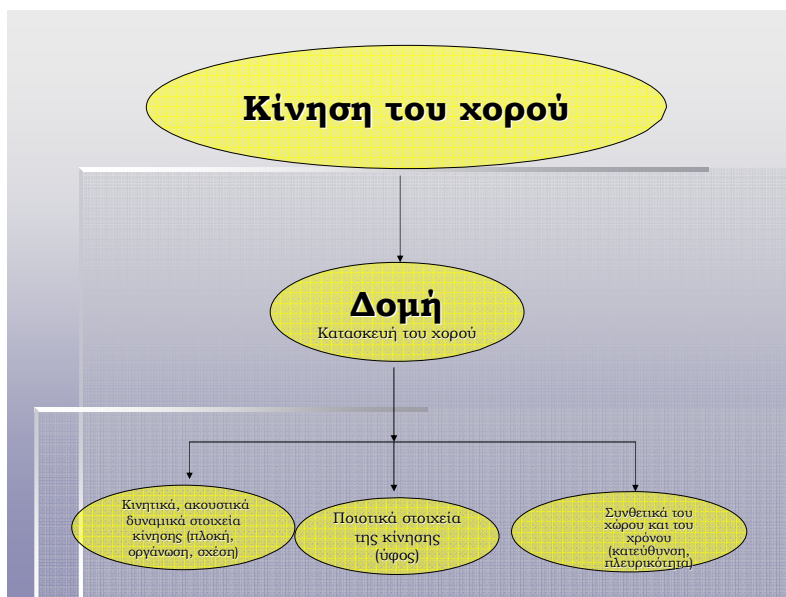 Κίνηση του χορού
Δομή
Κατασκευή του χορού
Κινητικά, ακουστικά
δυναμικά στοιχεία
κίνησης (πλοκή,
οργάνωση, σχέση)
Ποιοτικά στοιχεία
της κίνησης
(ύφος)
Συνθετικά του
χώρου και του
χρόνου
(κατεύθυνση,
πλευρικότητα)